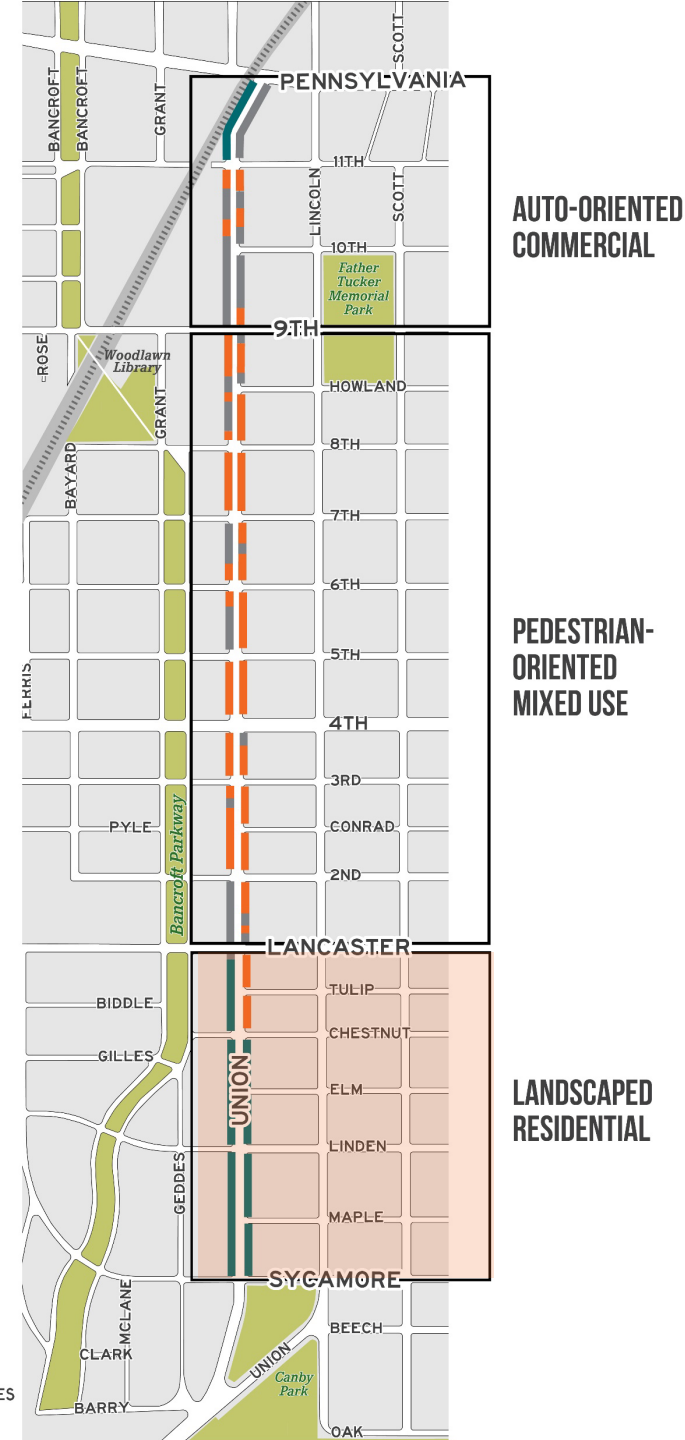 SCOTT
PENNSYLVANIA
BANCROFT
BANCROFT
GRANT
11TH
LINCOLN
SCOTT
AUTO-ORIENTED
COMMERCIAL
10TH
Father
Tucker
Memorial
Park
9TH
ROSE
Woodlawn
Library
HOWLAND
GRANT
8TH
BAYARD
7TH
6TH
PEDESTRIAN-
ORIENTED
MIXED USE
5TH
FERRIS
4TH
3RD
PYLE
CONRAD
Bancroft Parkway
2ND
LANCASTER
TULIP
BIDDLE
CHESTNUT
GILLES
UNION
ELM
LANDSCAPED
RESIDENTIAL
LINDEN
GEDDES
MAPLE
SYCAMORE
MCLANE
BEECH
CLARK
UNION
Canby
Park
ES
BARRY
OAK